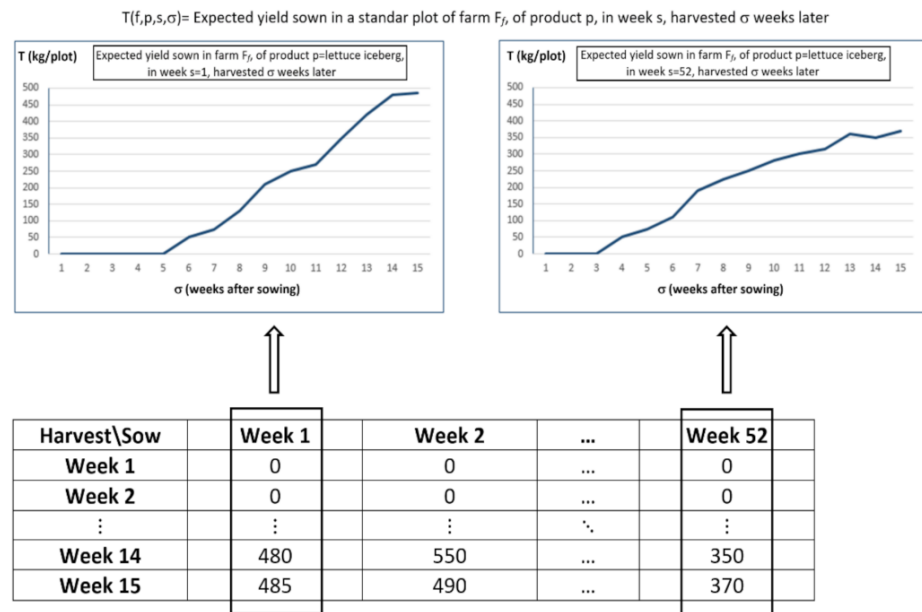 T(f,p,s,σ)= Expected yield sown in a standar plot of farm Ff, of product p, in week s, harvested σ weeks later
T (kg/plot)
Expected yield sown in farm Ff, of product p=lettuce iceberg,
in week s=1, harvested σ weeks later
500
450
400
350
300
250
200
150
100
50
0
1 2 3 4 5 6 7 8 9 10 11 12 13 14 15
σ (weeks after sowing)
T (kg/plot)
Expected yield sown in farm Ff, of product p=lettuce iceberg,
in week s=52, harvested σ weeks later
500
450
400
350
300
250
200
150
100
50
0
1 2 3 4 5 6 7 8 9 10 11 12 13 14 15
σ (weeks after sowing)
Harvest\Sow Week 1 Week 2 ... Week 52
Week 1 0 0 ... 0
Week 2 0 0 ... 0
⋮ ⋮ ⋮ ⋱ ⋮
Week 14 480 550 ... 350
Week 15 485 490 ... 370